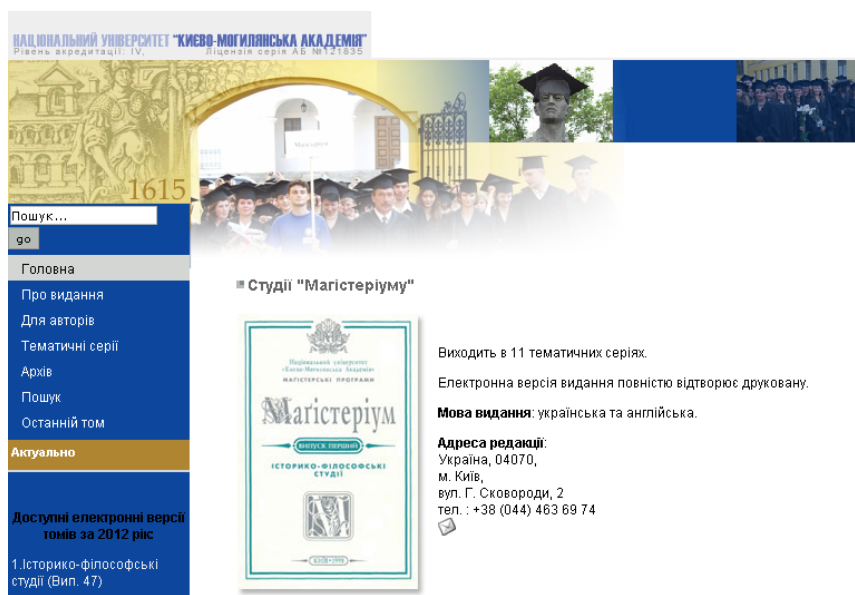 НАЦІОНАЛЬНИЙ УНІВЕРСИТЕТ "КИЄВО-МОГИЛЯНСЬКА АКАДЕМІЯ"
Рівень акредитації: IV, Ліцензія серія АБ №121835
Магістеріум
1615
Пошук...
go
Головна
Про видання
Для авторів
Тематичні серії
Архів
Пошук
Останній том
Актуально
Доступні електронні версії
томів за 2012 рік:
1.Історико-філософські
студії (Вип. 47)
Студії "Магістеріуму"
Національний університет
«Києво-Могилянська Академія»
МАГІСТЕРСЬКІ ПРОГРАМИ
Маґістеріум
ВИПУСК ПЕРШИЙ
ІСТОРИКО-ФІЛОСОФСЬКІ
СТУДІЇ
КИЇВ•1998
Виходить в 11 тематичних серіях.
Електронна версія видання повністю відтворює друковану.
Мова видання: українська та англійська.
Адреса редакції:
Україна, 04070,
м. Київ,
вул. Г. Сковороди, 2
тел. : +38 (044) 463 69 74